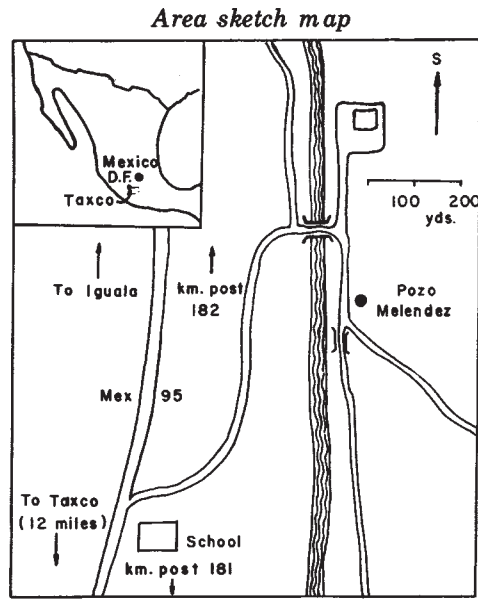 Area sketch map
S
Mexico
D.F.
Taxco
100 200
yds.
To Iguala
km. post
182
Pozo
Melendez
Mex 95
To Taxco
(12 miles)
School
km. post 181